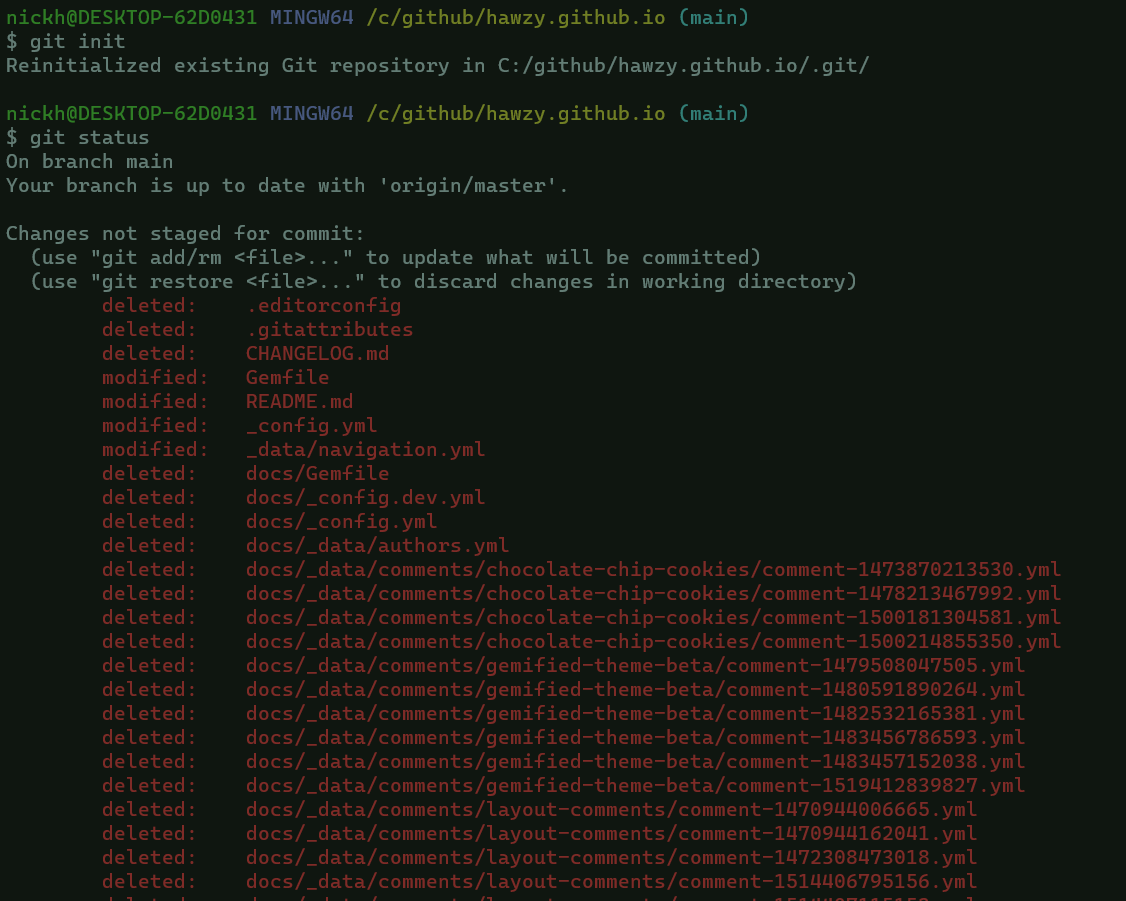 nickh@DESKTOP-62D0431 MINGW64 /c/github/hawzy.github.io (main)
$ git init
Reinitialized existing Git repository in C:/github/hawzy.github.io/.git/
nickh@DESKTOP-62D0431 MINGW64 /c/github/hawzy.github.io (main)
$ git status
On branch main
Your branch is up to date with 'origin/master'.
Changes not staged for commit:
(use "git add/rm <file>..." to update what will be committed)
(use "git restore <file>..." to discard changes in working directory)
deleted: .editorconfig
deleted: .gitattributes
deleted: CHANGELOG.md
modified: Gemfile
modified: README.md
modified: _config.yml
modified: _data/navigation.yml
deleted: docs/Gemfile
deleted: docs/_config.dev.yml
deleted: docs/_config.yml
deleted: docs/_data/authors.yml
deleted: docs/_data/comments/chocolate-chip-cookies/comment-1473870213530.yml
deleted: docs/_data/comments/chocolate-chip-cookies/comment-1478213467992.yml
deleted: docs/_data/comments/chocolate-chip-cookies/comment-1500181304581.yml
deleted: docs/_data/comments/chocolate-chip-cookies/comment-1500214855350.yml
deleted: docs/_data/comments/gemified-theme-beta/comment-1479508047505.yml
deleted: docs/_data/comments/gemified-theme-beta/comment-1480591890264.yml
deleted: docs/_data/comments/gemified-theme-beta/comment-1482532165381.yml
deleted: docs/_data/comments/gemified-theme-beta/comment-1483456786593.yml
deleted: docs/_data/comments/gemified-theme-beta/comment-1483457152038.yml
deleted: docs/_data/comments/gemified-theme-beta/comment-1519412839827.yml
deleted: docs/_data/comments/layout-comments/comment-1470944006665.yml
deleted: docs/_data/comments/layout-comments/comment-1470944162041.yml
deleted: docs/_data/comments/layout-comments/comment-1472308473018.yml
deleted: docs/_data/comments/layout-comments/comment-1514406795156.yml